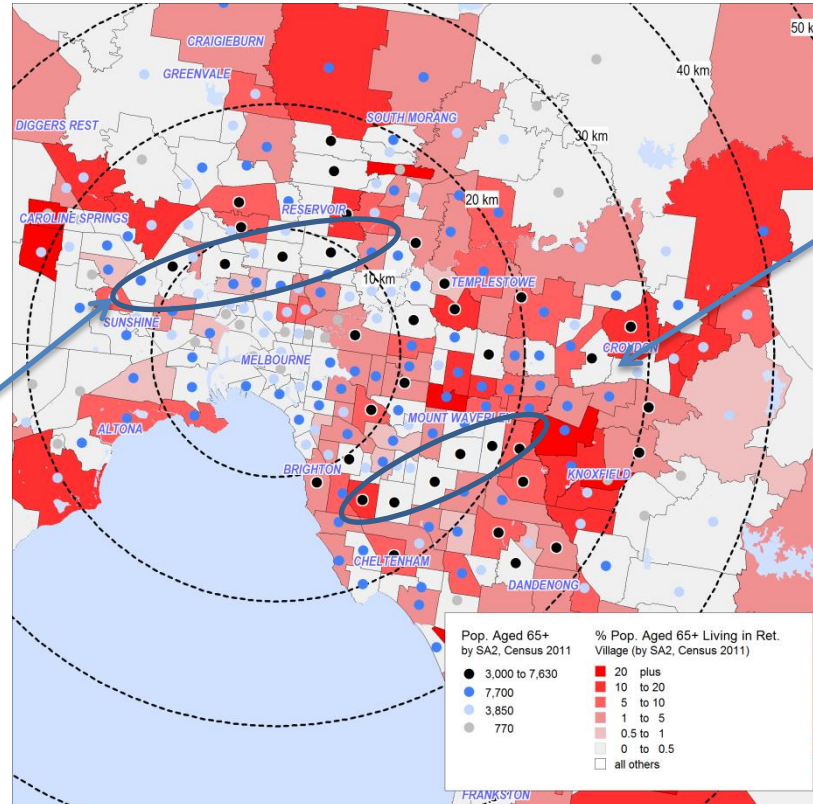 50 k
CRAIGIEBURN
40 km
GREENVALE
SOUTH MORANG
DIGGERS REST
30 km
20 km
CAROLINE SPRINGS
RESERVOIR
10 km
TEMPLESTOWE
SUNSHINE
CROYDON
MELBOURNE
MOUNT WAVERLEY
ALTONA
BRIGHTON
KNOXFIELD
CHELTENHAM
DANDENONG
Pop. Aged 65+
by SA2, Census 2011
3,000 to 7,630
7,700
3,850
770
% Pop. Aged 65+ Living in Ret.
Village (by SA2, Census 2011)
20 plus
10 to 20
5 to 10
1 to 5
0.5 to 1
0 to 0.5
all others
FRANKSTON